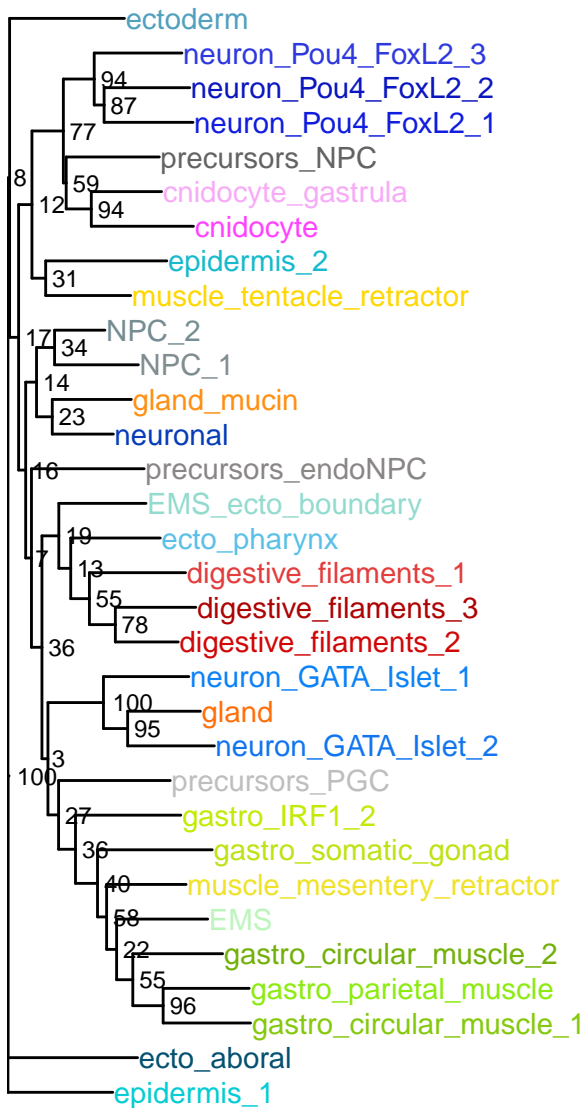 ectoderm
neuron_Pou4_FoxL2_3
94
neuron_Pou4_FoxL2_2
87
neuron_Pou4_FoxL2_1
77
precursors_NPC
8
59
cnidocyte_gastrula
12
94
cnidocyte
epidermis_2
31
muscle_tentacle_retractor
17
NPC_2
34
NPC_1
14
gland_mucin
23
neuronal
16
precursors_endoNPC
EMS_ecto_boundary
19
ecto_pharynx
7
13
digestive_filaments_1
55
digestive_filaments_3
78
digestive_filaments_2
36
neuron_GATA_Islet_1
100
gland
95
neuron_GATA_Islet_2
3
100
precursors_PGC
27
gastro_IRF1_2
36
gastro_somatic_gonad
40
muscle_mesentery_retractor
58
EMS
22
gastro_circular_muscle_2
55
gastro_parietal_muscle
96
gastro_circular_muscle_1
ecto_aboral
epidermis_1